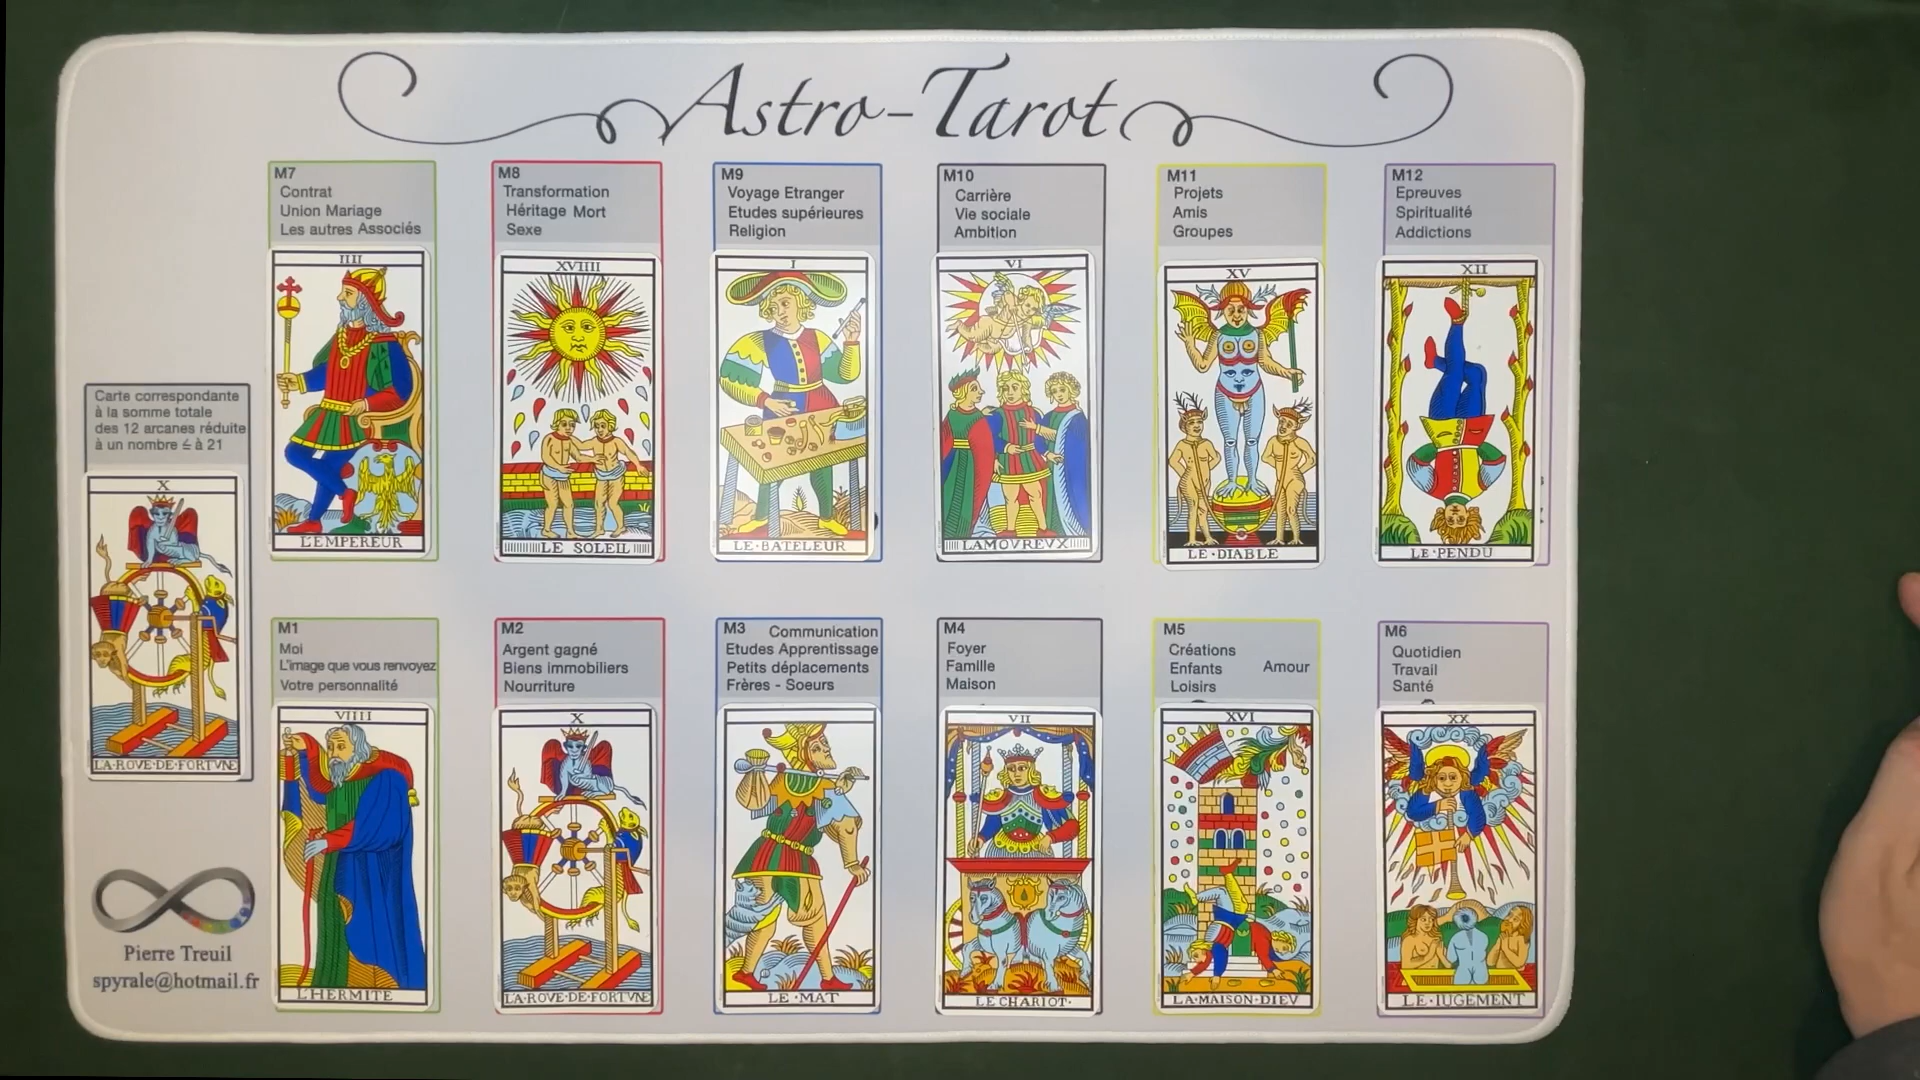 Astro-Tarot
M7
Contrat
Union Mariage
Les autres Associés
IIII
L'EMPEREUR
M8
Transformation
Héritage Mort
Sexe
XVIIII
LE SOLEIL
M9
Voyage Etranger
Etudes supérieures
Religion
I
LE·BATELEUR
M10
Carrière
Vie sociale
Ambition
VI
LAMOVREVX
M11
Projets
Amis
Groupes
XV
LE·DIABLE
M12
Epreuves
Spiritualité
Addictions
XII
LE·PENDU
Carte correspondante
à la somme totale
des 12 arcanes réduite
à un nombre ≤ à 21
X
LA·ROVE·DE·FORTVNE
M1
Moi
L'image que vous renvoyez
Votre personnalité
VIIII
L'HERMITE
M2
Argent gagné
Biens immobiliers
Nourriture
X
LA·ROVE·DE·FORTVNE
M3 Communication
Etudes Apprentissage
Petits déplacements
Frères - Soeurs
LE·MAT
M4
Foyer
Famille
Maison
VII
LE CHARIOT·
M5
Créations
Enfants Amour
Loisirs
XVI
LA·MAISON·DIEV
M6
Quotidien
Travail
Santé
XX
LE·IUGEMENT
Pierre Treuil
spyrale@hotmail.fr